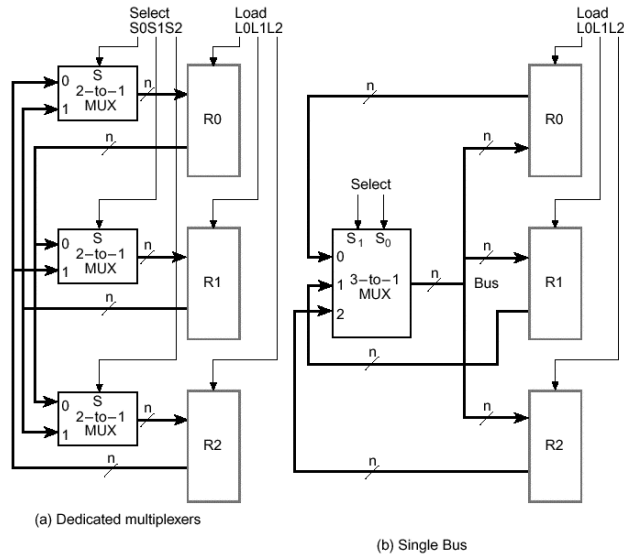 Select
S0S1S2
Load
L0L1L2
S
0
2-to-1
MUX
1
n
R0
n
S
0
2-to-1
MUX
1
n
R1
n
S
0
2-to-1
MUX
1
n
R2
n
(a) Dedicated multiplexers
Load
L0L1L2
n
R0
n
Select
S1 S0
0
1
3-to-1
MUX
2
n
n
Bus
R1
n
n
R2
n
(b) Single Bus